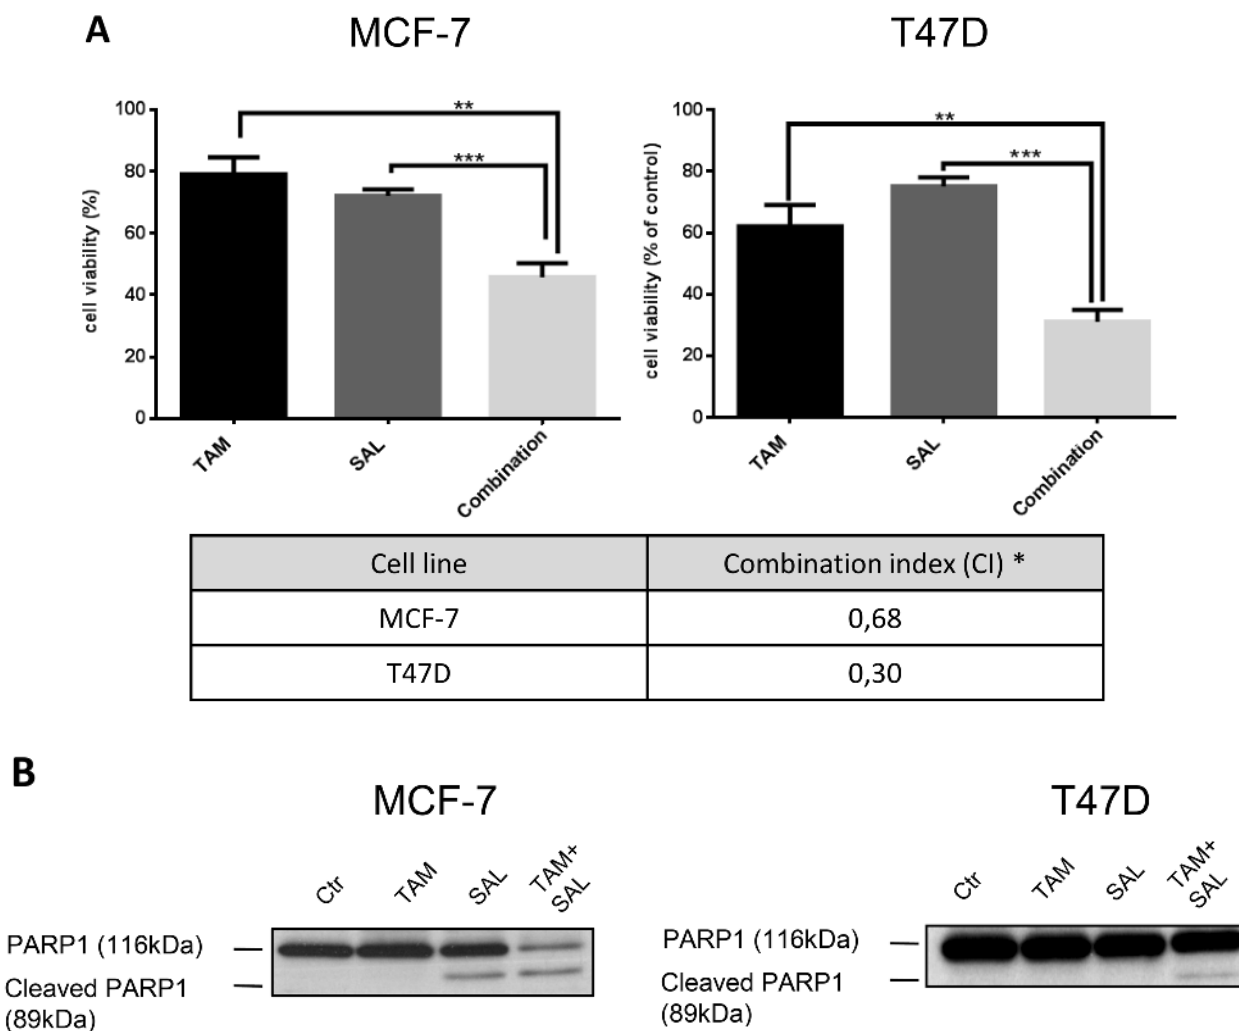 A
MCF-7
T47D
**
***
100
80
60
40
20
0
cell viability (%)
TAM
SAL
Combination
**
***
100
80
60
40
20
0
cell viability (% of control)
TAM
SAL
Combination
Cell line Combination index (CI) *
MCF-7 0,68
T47D 0,30
B
MCF-7
Ctr TAM SAL TAM+
SAL
PARP1 (116kDa)
Cleaved PARP1
(89kDa)
T47D
Ctr TAM SAL TAM+
SAL
PARP1 (116kDa)
Cleaved PARP1
(89kDa)